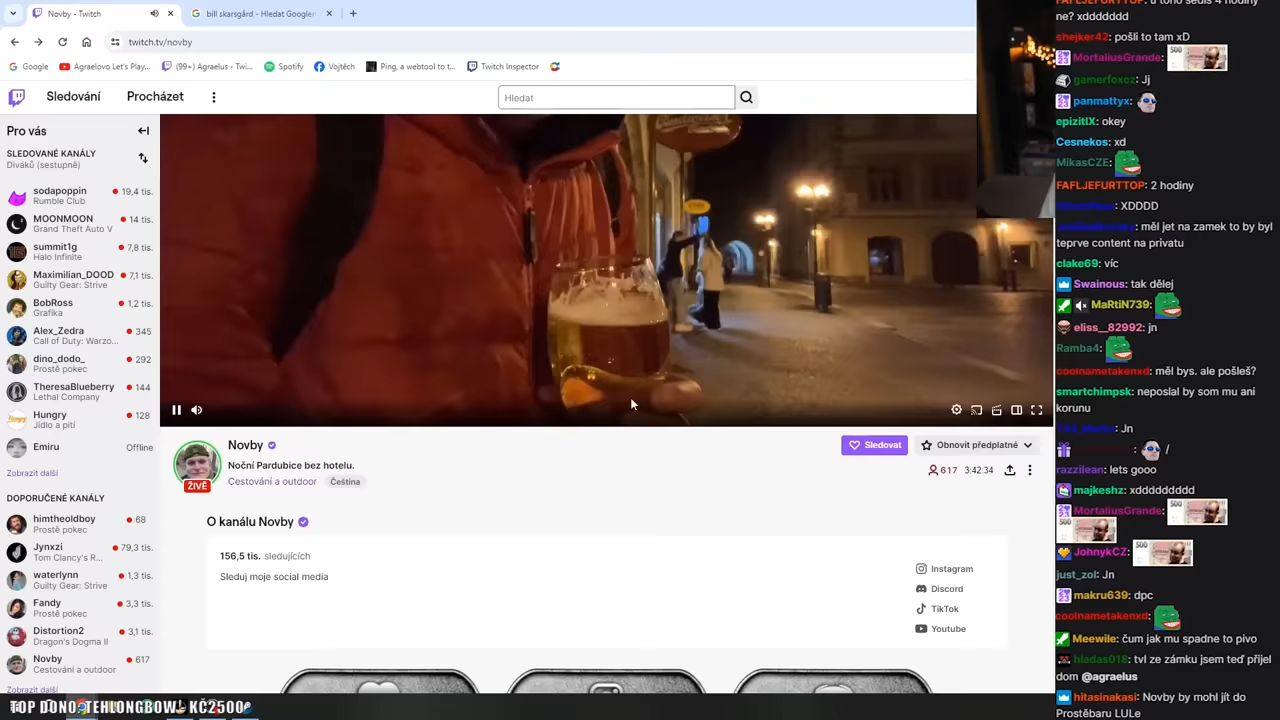 Novby - Twitch
bill skarsgård - Hledat Google
twitch.tv/novby
Google
Agraelovo Let's Play...
(99+) Agraelus - Twi...
Spotify
Vojtěch
Ping, a webtool to t...
Twitch Inspector
Sledování
Procházet
Hledat
Pro vás
SLEDOVANÉ KANÁLY
Diváků (sestupně)
sodapoppin
19,4 tis.
Rumble Club
MOONMOON
14 tis.
Grand Theft Auto V
summit1g
7,8 tis.
Halo Infinite
Maximilian_DOOD
7,1 tis.
Guilty Gear: Strive
BobRoss
1,2 tis.
Grafika
Alex_Zedra
345
Call of Duty: Warzo...
dino_dodo_
292
Prostě pokec
TheresaBlueberry
144
Lethal Company
Hungry
128
Jídlo a pití
Emiru
Offline
Zobrazit další
DOPORUČENÉ KANÁLY
himtheoldboy
68
Prostě pokec
Jynxzi
79,3 tis.
Tom Clancy's R...
waterlynn
1,3 tis.
Guilty Gear: Strive
Fandy
3,3 tis.
Prostě pokec
Distortion2
3,1 tis.
Dragon's Dogma II
Novby
617
Cestování a outdoor
Zobrazit další
Novby
Noční Pardubice bez hotelu.
Cestování a outdoor
Čeština
ŽIVĚ
Sledovat
Obnovit předplatné
617
3:42:34
O kanálu Novby
156,5 tis. sledujících
Sleduj moje social media
Instagram
Discord
TikTok
Youtube
FAFLJEFURTTOP: u toho sedis 4 hodiny
ne? xddddddd
shejker42: pošli to tam xD
MortaliusGrande:
gamerfoxcz: Jj
panmattyx:
epizitIX: okey
Cesnekos: xd
MikasCZE:
FAFLJEFURTTOP: 2 hodiny
XDDDD
měl jet na zamek to by byl
teprve content na privatu
clake69: víc
Swainous: tak dělej
MaRtiN739:
eliss__82992: jn
Ramba4:
coolnametakenxd: měl bys. ale pošleš?
smartchimpsk: neposlal by som mu ani
korunu
Jn
: /
razzilean: lets gooo
majkeshz: xddddddddd
MortaliusGrande:
JohnykCZ:
just_zol: Jn
makru639: dpc
coolnametakenxd:
Meewile: čum jak mu spadne to pivo
hladas018: tvl ze zámku jsem teď přijel
dom @agraelus
hitasinakasi: Novby by mohl jít do
Prostěbaru LULe
TOP DONO: TEHLONGBOWJ KČ2500